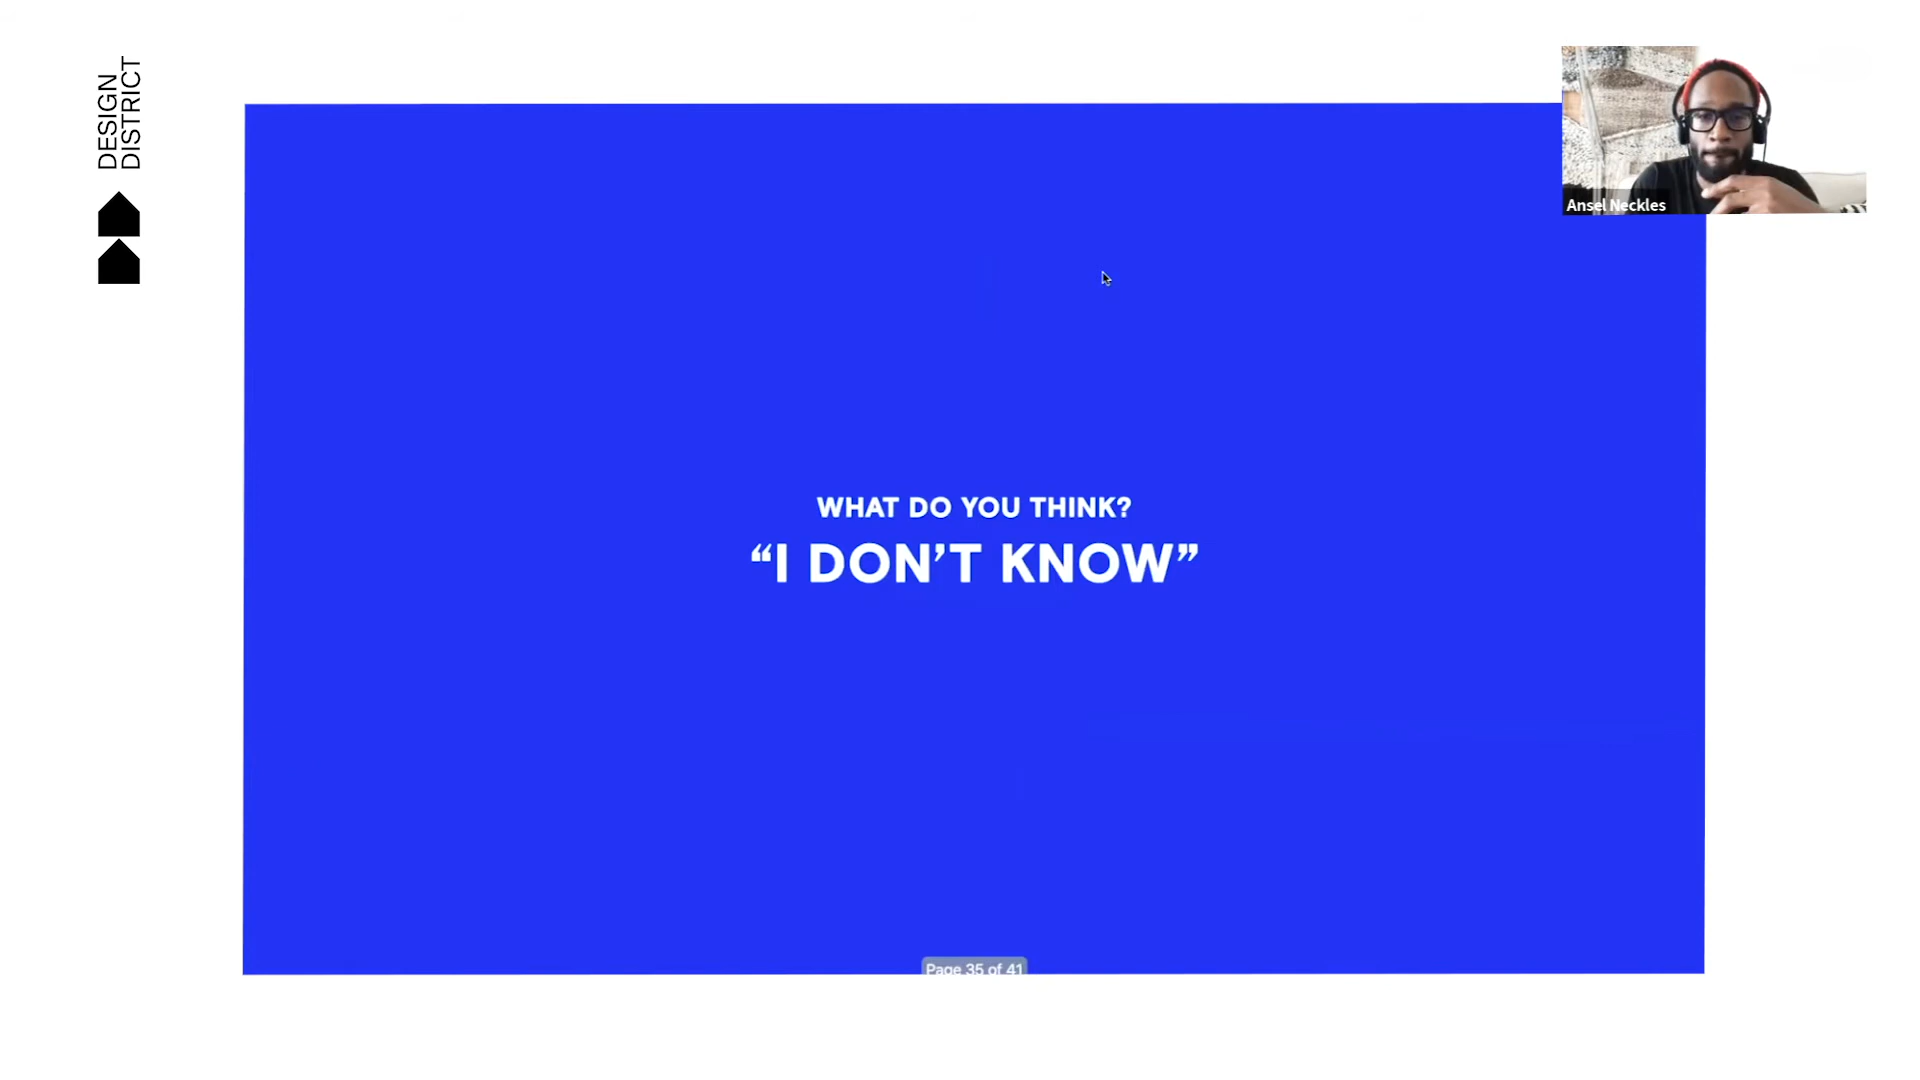 DESIGN
DISTRICT
Ansel Neckles
WHAT DO YOU THINK?
“I DON’T KNOW”
Page 35 of 41